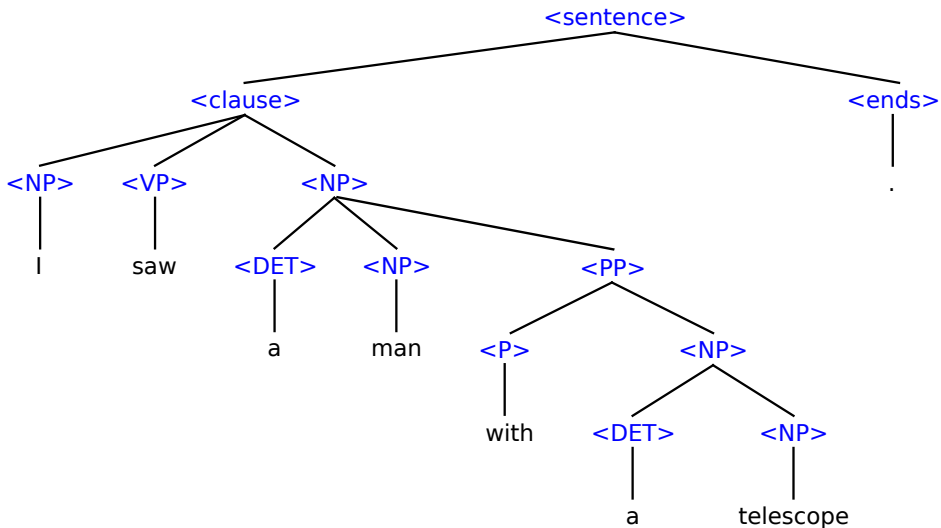 <sentence>
<clause> <ends>
<NP> <VP> <NP> .
I saw <DET> <NP> <PP>
a man <P> <NP>
with <DET> <NP>
a telescope